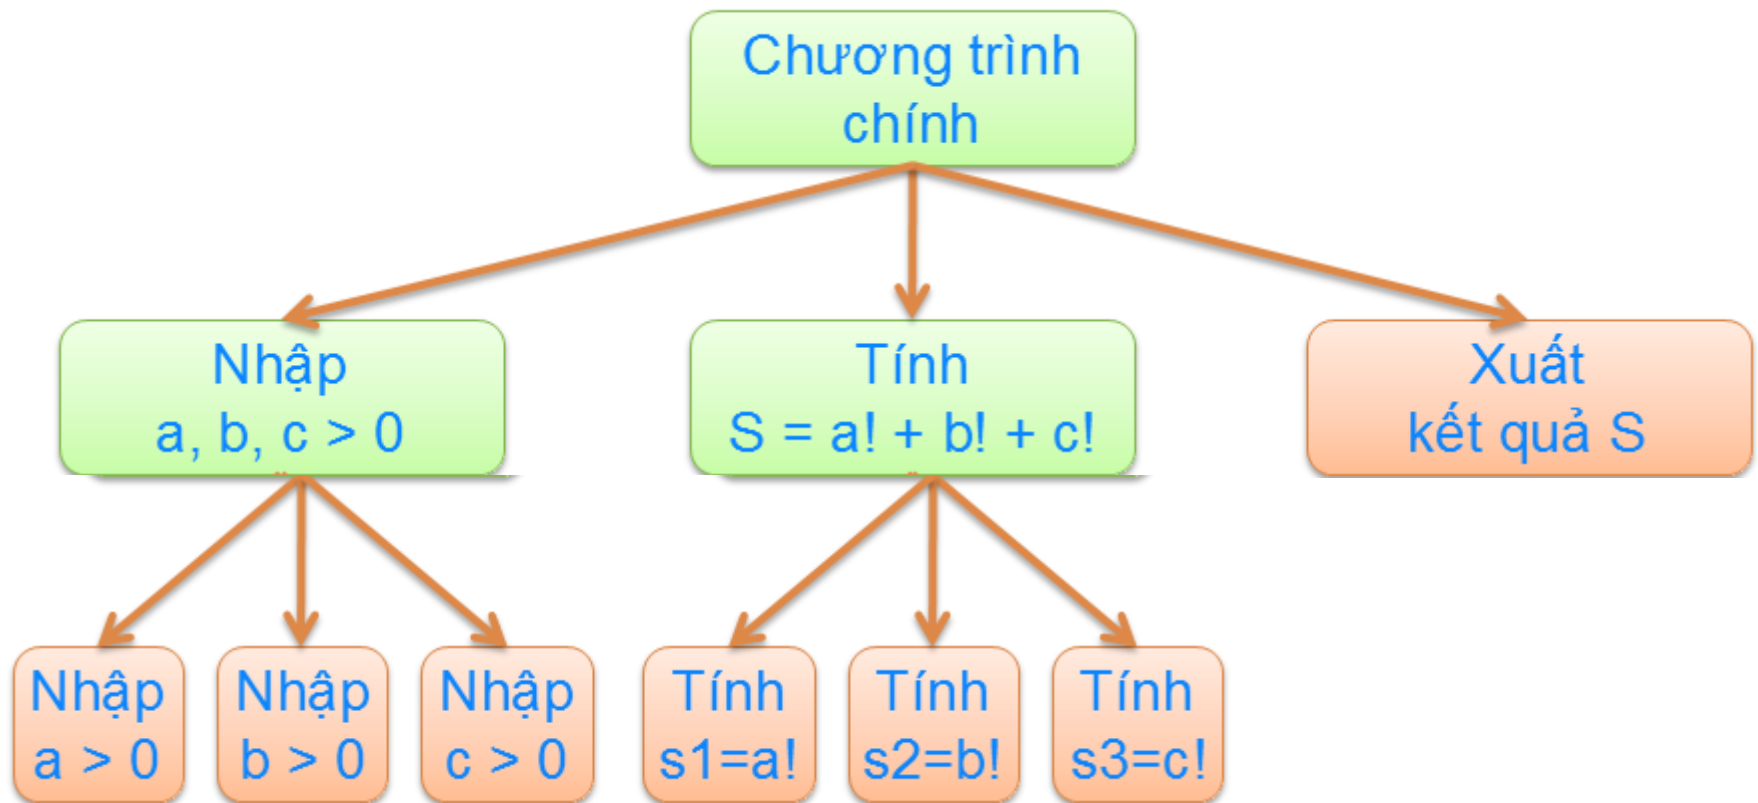 Chương trình
chính
Nhập
a, b, c > 0
Tính
S = a! + b! + c!
Xuất
kết quả S
Nhập
a > 0
Nhập
b > 0
Nhập
c > 0
Tính
s1=a!
Tính
s2=b!
Tính
s3=c!